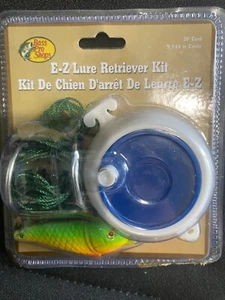 Bass Pro Shops
E-Z Lure Retriever Kit
Kit De Chien D'arrêt De Leurre E-Z